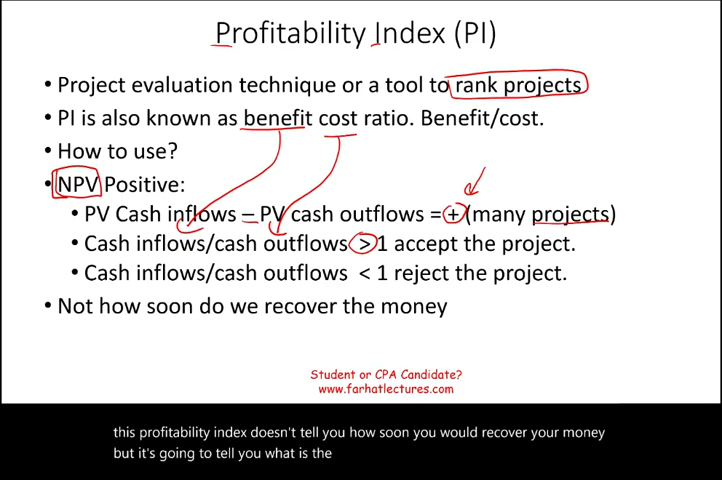 Profitability Index (PI)
• Project evaluation technique or a tool to rank projects
• PI is also known as benefit cost ratio. Benefit/cost.
• How to use?
• NPV Positive:
• PV Cash inflows – PV cash outflows = + (many projects)
• Cash inflows/cash outflows > 1 accept the project.
• Cash inflows/cash outflows < 1 reject the project.
• Not how soon do we recover the money
Student or CPA Candidate?
www.farhatlectures.com
this profitability index doesn't tell you how soon you would recover your money
but it's going to tell you what is the